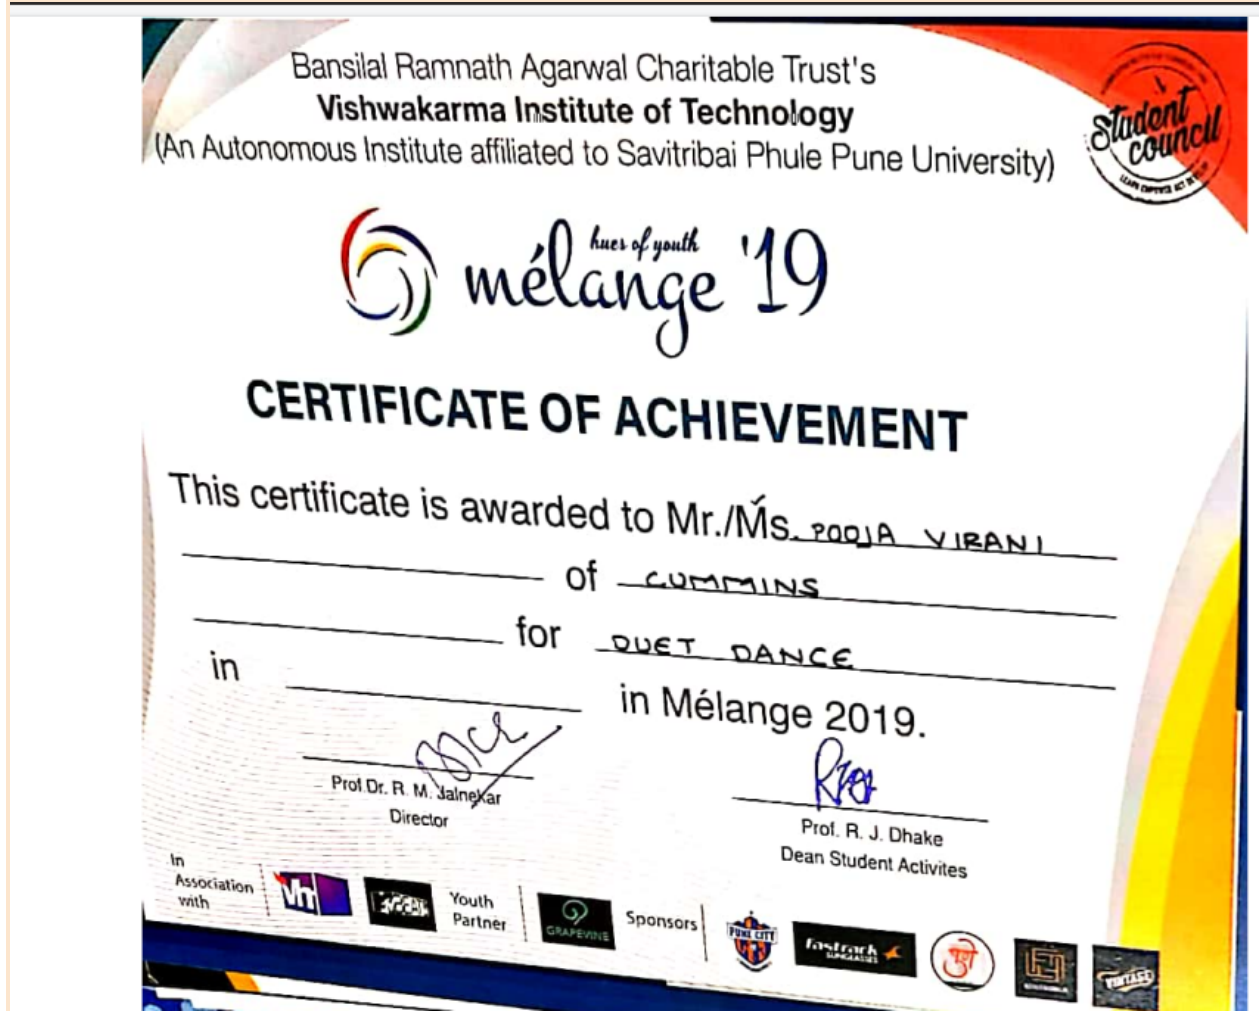 Bansilal Ramnath Agarwal Charitable Trust's
Vishwakarma Institute of Technology
(An Autonomous Institute affiliated to Savitribai Phule Pune University)
Student
council
hues of youth
mélange '19
CERTIFICATE OF ACHIEVEMENT
This certificate is awarded to Mr./Ms. POOJA VIRANI
of CUMMINS
for DUET DANCE
in in Mélange 2019.
Prof.Dr. R. M. Jalnekar
Director
Prof. R. J. Dhake
Dean Student Activites
In
Association
with
Vh1
Youth
Partner
GRAPEVINE
Sponsors
PUNE CITY
fastrack
SUNGLASSES
VINTAGE